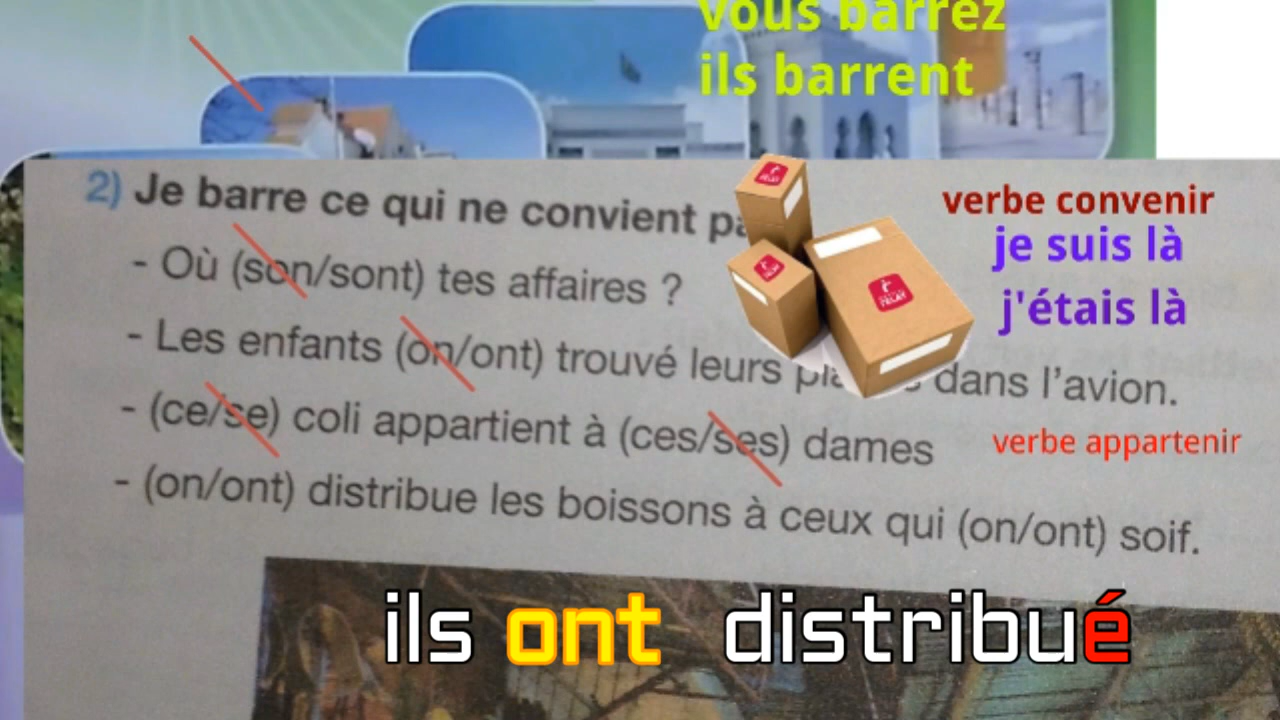 vous barrez
ils barrent
2) Je barre ce qui ne convient
verbe convenir
je suis là
j'étais là
- Où (son/sont) tes affaires ?
- Les enfants (on/ont) trouvé leurs dans l'avion.
- (ce/se) coli appartient à (ces/ses) dames
verbe appartenir
- (on/ont) distribue les boissons à ceux qui (on/ont) soif.
ils ont distribué